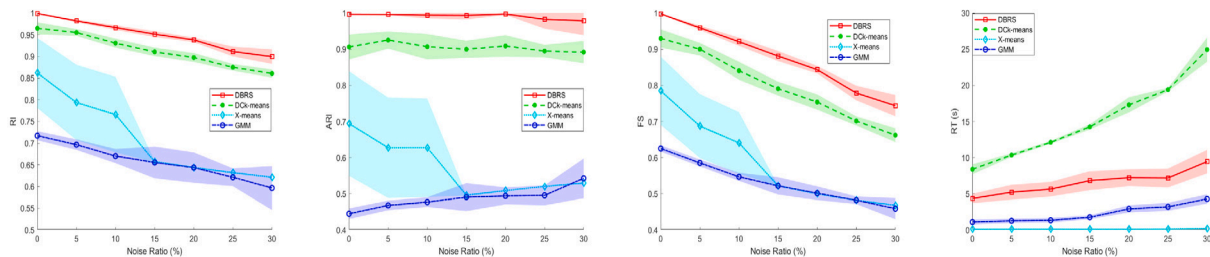 1
0.95
0.9
0.85
0.8
0.75
0.7
0.65
0.6
0.55
0.5
RI
0 5 10 15 20 25 30
Noise Ratio (%)
DBRS
DCk-means
X-means
GMM
1
0.9
0.8
0.7
0.6
0.5
0.4
ARI
0 5 10 15 20 25 30
Noise Ratio (%)
DBRS
DCk-means
X-means
GMM
1
0.9
0.8
0.7
0.6
0.5
0.4
FS
0 5 10 15 20 25 30
Noise Ratio (%)
DBRS
DCk-means
X-means
GMM
30
25
20
15
10
5
0
RT (s)
0 5 10 15 20 25 30
Noise Ratio (%)
DBRS
DCk-means
X-means
GMM